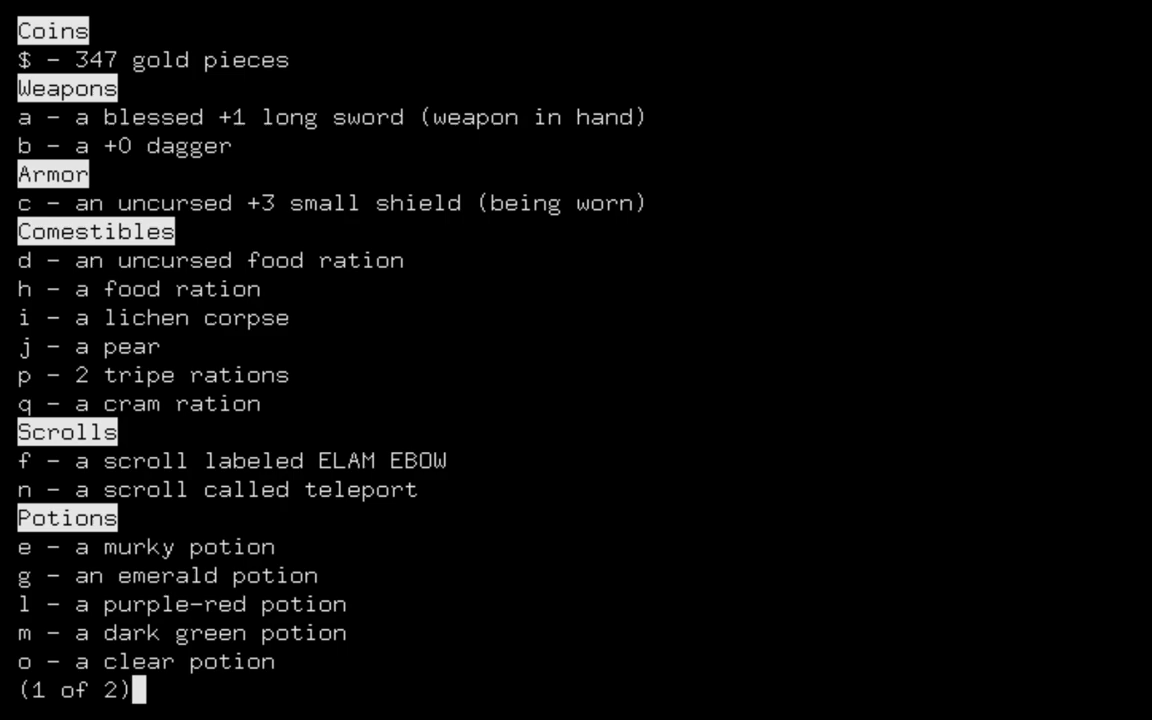 Coins
$ - 347 gold pieces
Weapons
a - a blessed +1 long sword (weapon in hand)
b - a +0 dagger
Armor
c - an uncursed +3 small shield (being worn)
Comestibles
d - an uncursed food ration
h - a food ration
i - a lichen corpse
j - a pear
p - 2 tripe rations
q - a cram ration
Scrolls
f - a scroll labeled ELAM EBOW
n - a scroll called teleport
Potions
e - a murky potion
g - an emerald potion
l - a purple-red potion
m - a dark green potion
o - a clear potion
(1 of 2)